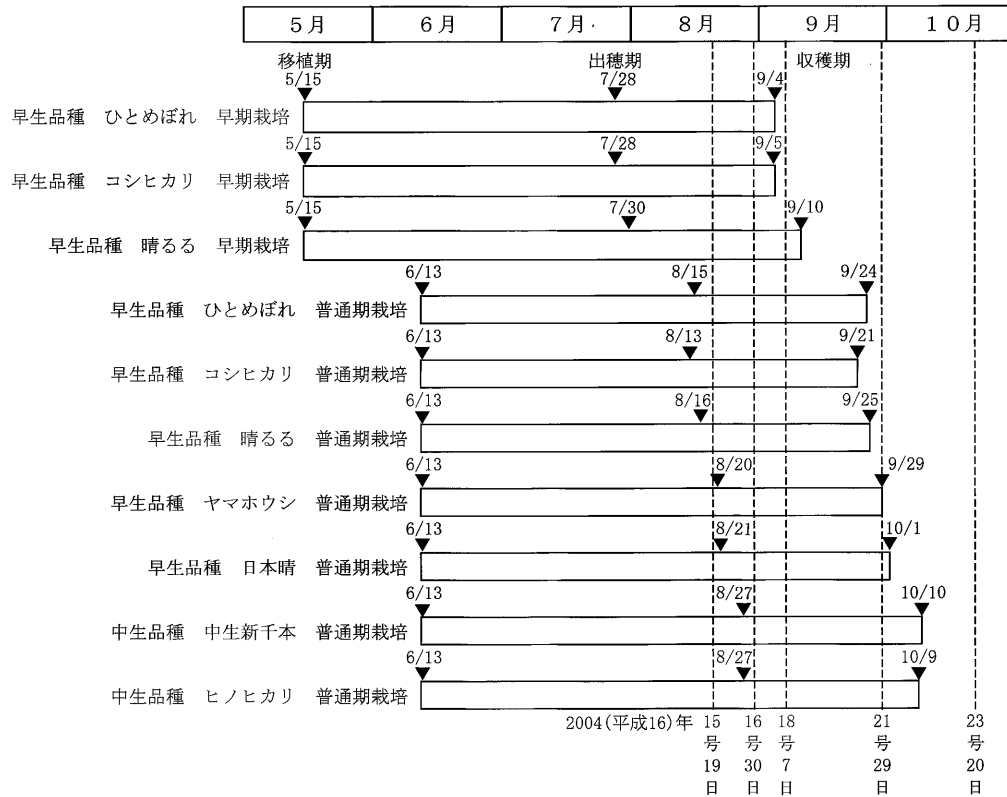 5月 6月 7月 8月 9月 10月
移植期 出穂期 収穫期
5/15 7/28 9/4
早生品種 ひとめぼれ 早期栽培
5/15 7/28 9/5
早生品種 コシヒカリ 早期栽培
5/15 7/30 9/10
早生品種 晴るる 早期栽培
6/13 8/15 9/24
早生品種 ひとめぼれ 普通期栽培
6/13 8/13 9/21
早生品種 コシヒカリ 普通期栽培
6/13 8/16 9/25
早生品種 晴るる 普通期栽培
6/13 8/20 9/29
早生品種 ヤマホウシ 普通期栽培
6/13 8/21 10/1
早生品種 日本晴 普通期栽培
6/13 8/27 10/10
中生品種 中生新千本 普通期栽培
6/13 8/27 10/9
中生品種 ヒノヒカリ 普通期栽培
2004(平成16)年
15号19日
16号30日
18号7日
21号29日
23号20日